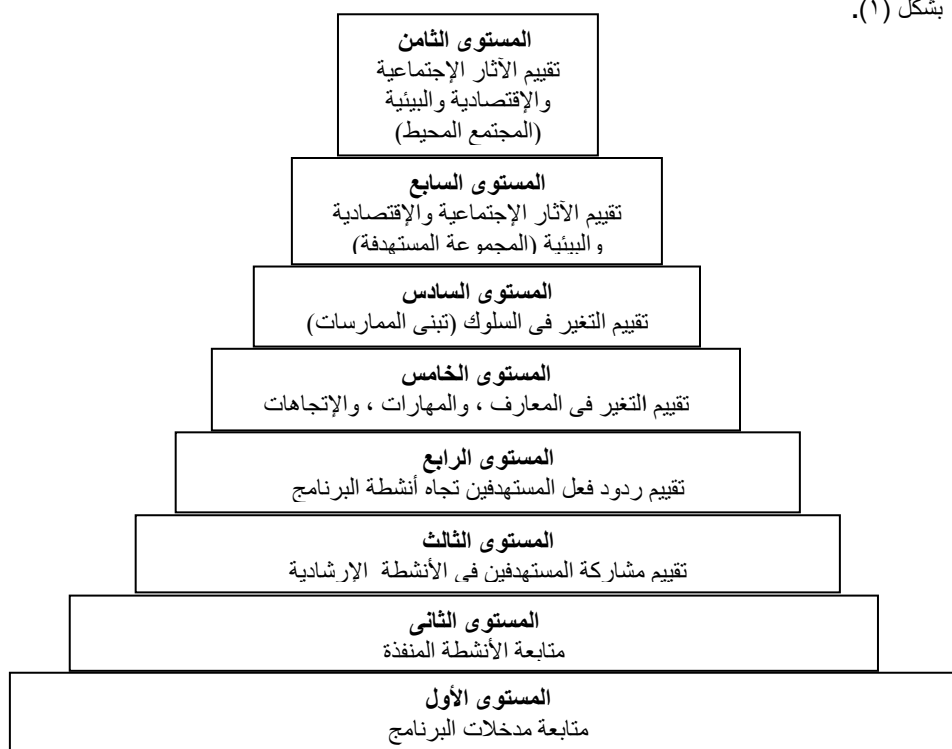 بشكل (١).
المستوى الثامن
تقييم الآثار الإجتماعية
والإقتصادية والبيئية
(المجتمع المحيط)
المستوى السابع
تقييم الآثار الإجتماعية والإقتصادية
والبيئية (المجموعة المستهدفة)
المستوى السادس
تقييم التغير فى السلوك (تبنى الممارسات)
المستوى الخامس
تقييم التغير فى المعارف ، والمهارات ، والإتجاهات
المستوى الرابع
تقييم ردود فعل المستهدفين تجاه أنشطة البرنامج
المستوى الثالث
تقييم مشاركة المستهدفين فى الأنشطة الإرشادية
المستوى الثانى
متابعة الأنشطة المنفذة
المستوى الأول
متابعة مدخلات البرنامج